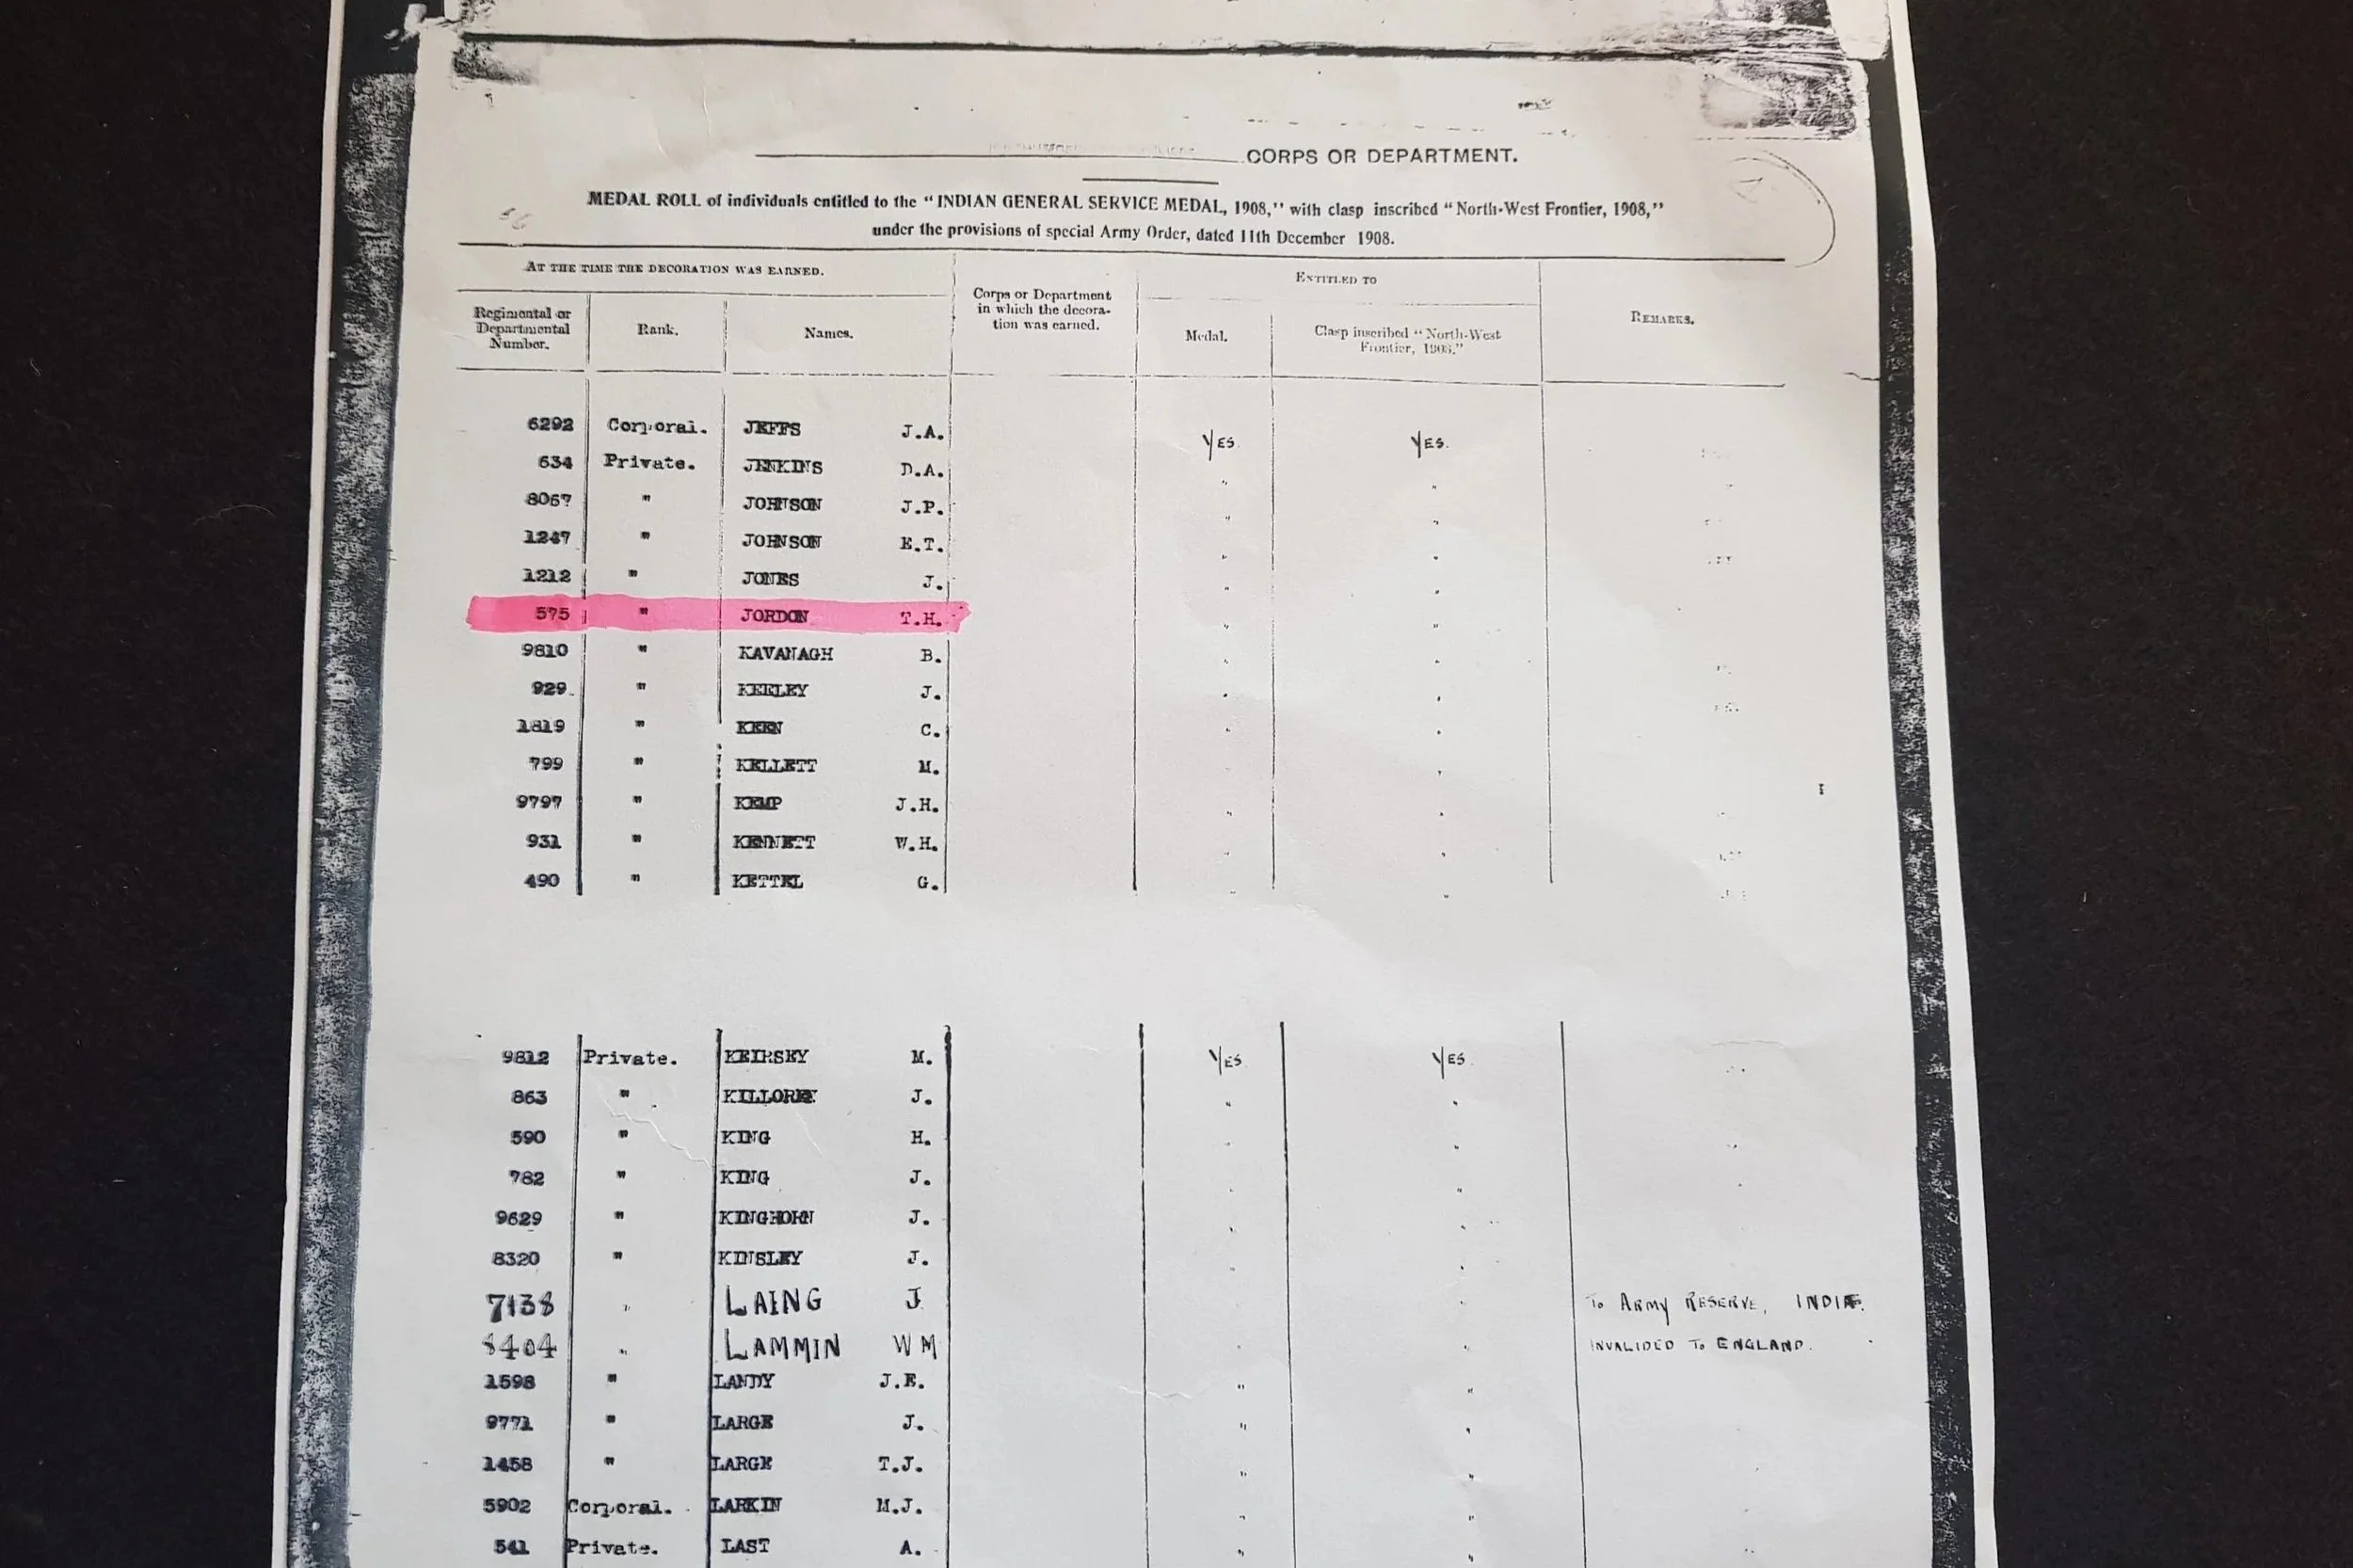 CORPS OR DEPARTMENT.
MEDAL ROLL of individuals entitled to the "INDIAN GENERAL SERVICE MEDAL, 1908," with clasp inscribed "North-West Frontier, 1908,"
under the provisions of special Army Order, dated 11th December 1908.
AT THE TIME THE DECORATION WAS EARNED.
Regimental or Departmental Number.
Rank.
Names.
Corps or Department in which the decora-tion was earned.
ENTITLED TO
Medal.
Clasp inscribed "North-West Frontier, 1908."
REMARKS.
6292 Corporal. JEFFS J.A. YES. YES.
634 Private. JENKINS D.A. " "
8067 " JOHNSON J.P. " "
1247 " JOHNSON E.T. " "
1212 " JONES J. " "
575 " JORDON T.H. " "
9810 " KAVANAGH B. " "
929. " KEELEY J. " "
1819 " KEEN C. " "
799 " KELLETT M. " "
9797 " KEMP J.H. " "
931 " KENNETT W.H. " "
490 " KETTEL G. " "
9812 Private. KEIRSEY M. YES YES.
863 " J. " "
590 " KING H. " "
782 " KING J. " "
9629 " KINGHORN J. " "
8320 " KINSLEY J. " "
7138 " LAING J " " To ARMY RESERVE, INDIA.
8404 " LAMMIN WM " " INVALIDED To ENGLAND.
1598 " LANDY J.E. " "
9771 " LARGE J. " "
1458 " LARGE T.J. " "
5902 Corporal. LARKIN M.J. " "
541 Private. LAST A. " "